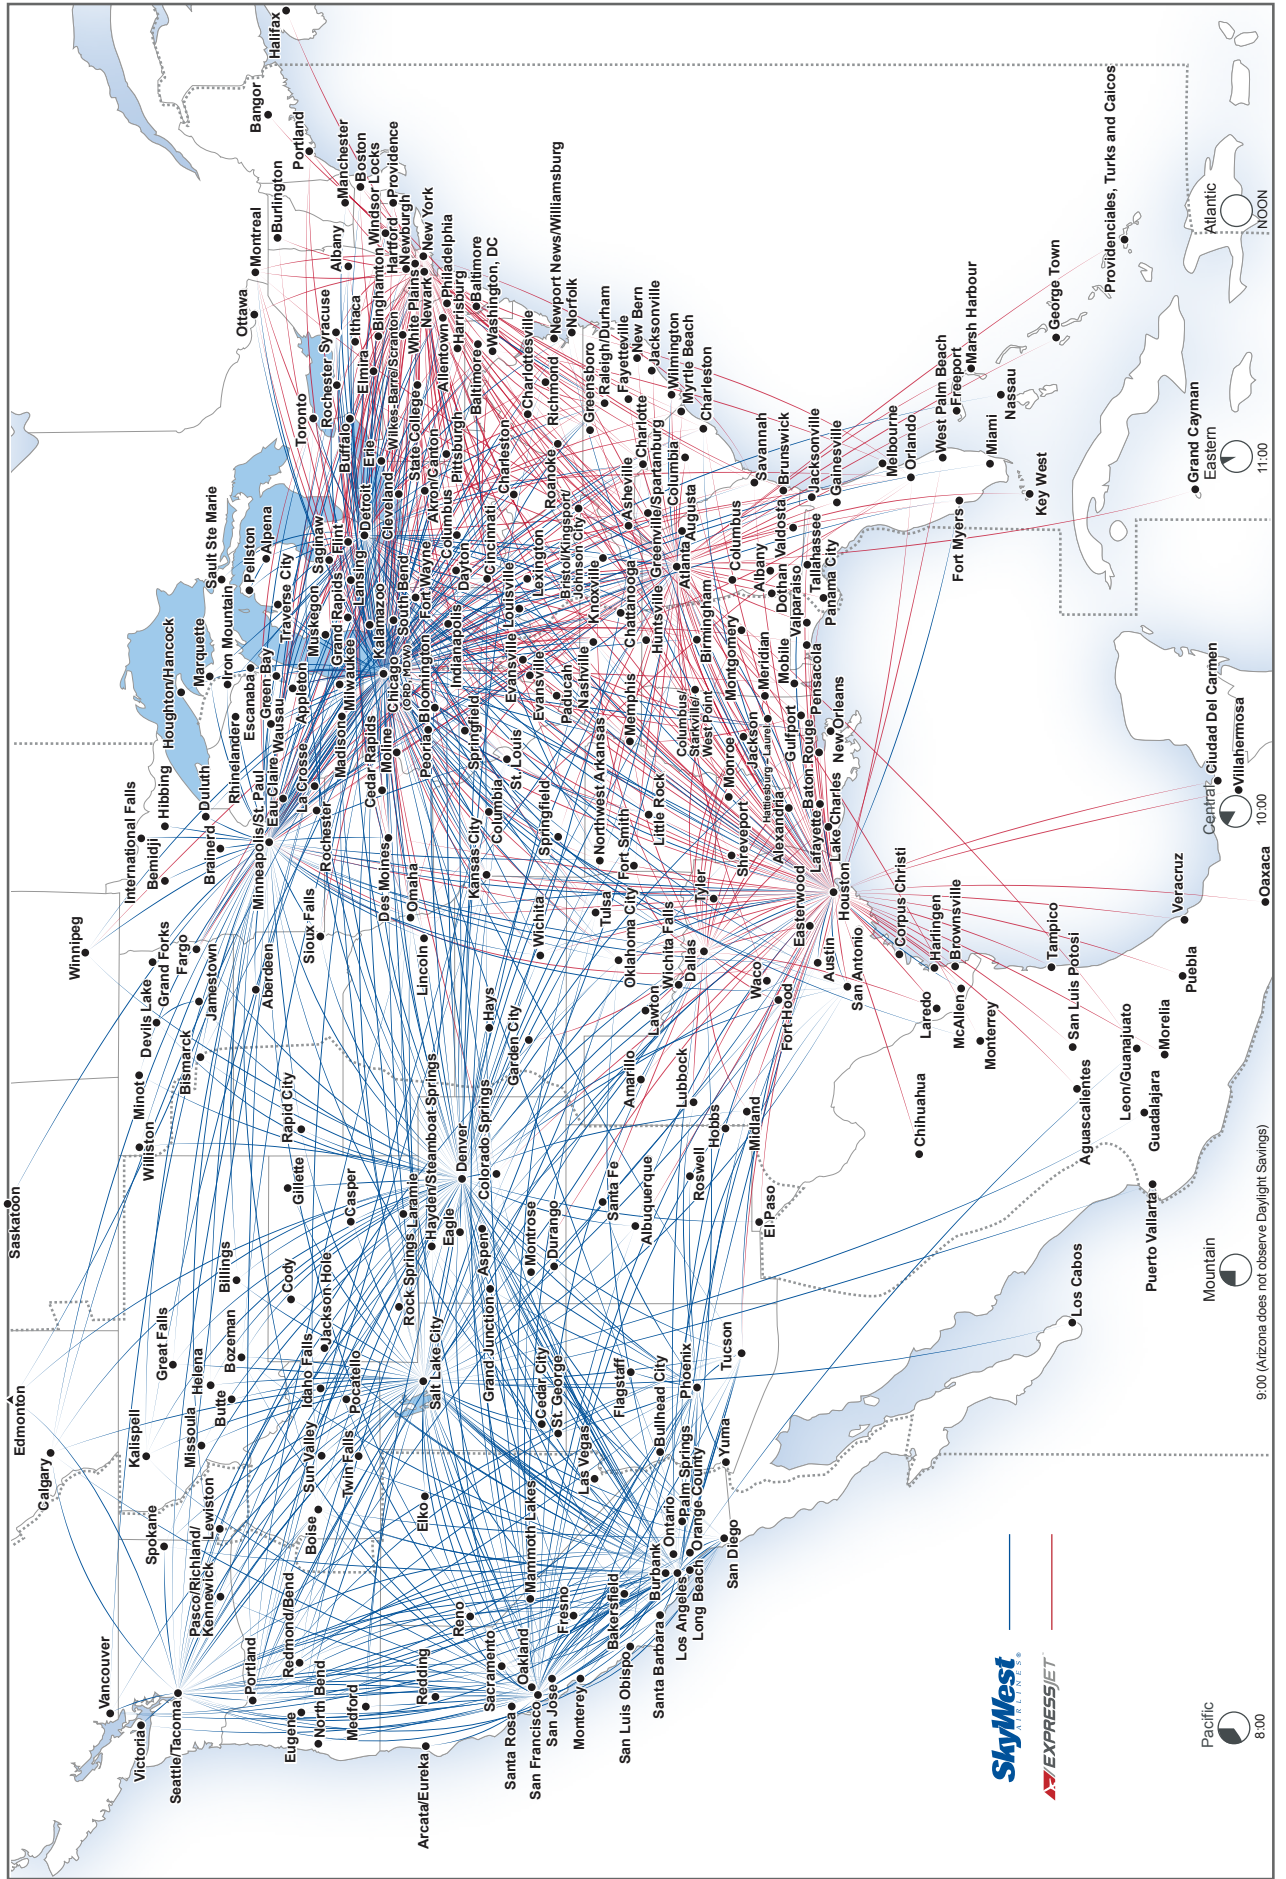 Saskatoon
Edmonton
Calgary
Vancouver
Victoria
Seattle/Tacoma
Spokane
Pasco/Richland/
Kennewick
Lewiston
Kalispell
Missoula
Great Falls
Helena
Butte
Bozeman
Billings
Portland
Redmond/Bend
Eugene
North Bend
Medford
Boise
Sun Valley
Twin Falls
Idaho Falls
Pocatello
Jackson Hole
Cody
Gillette
Casper
Rapid City
Arcata/Eureka
Redding
Reno
Elko
Salt Lake City
Rock Springs
Laramie
Hayden/Steamboat Springs
Eagle
Denver
Colorado Springs
Aspen
Grand Junction
Montrose
Durango
Cedar City
St. George
Sacramento
Santa Rosa
Oakland
San Francisco
San Jose
Monterey
Mammoth Lakes
Fresno
Bakersfield
San Luis Obispo
Santa Barbara
Burbank
Los Angeles
Long Beach
Ontario
Palm Springs
Orange County
San Diego
Las Vegas
Bullhead City
Flagstaff
Phoenix
Yuma
Tucson
Santa Fe
Albuquerque
Roswell
Hobbs
El Paso
Midland
Lubbock
Amarillo
Winnipeg
Williston
Minot
Devils Lake
Grand Forks
Fargo
Jamestown
Bismarck
Aberdeen
Sioux Falls
International Falls
Bemidji
Hibbing
Brainerd
Duluth
Minneapolis/St. Paul
Eau Claire
La Crosse
Rochester
Rhinelander
Wausau
Green Bay
Appleton
Escanaba
Iron Mountain
Marquette
Houghton/Hancock
Sault Ste Marie
Pellston
Alpena
Traverse City
Saginaw
Muskegon
Grand Rapids
Flint
Lansing
Detroit
Kalamazoo
Milwaukee
Madison
Chicago
South Bend
Fort Wayne
Cedar Rapids
Moline
Des Moines
Omaha
Lincoln
Peoria
Bloomington
Springfield
Indianapolis
St. Louis
Columbia
Kansas City
Springfield
Hays
Garden City
Wichita
Tulsa
Oklahoma City
Lawton
Wichita Falls
Dallas
Tyler
Waco
Fort Hood
Northwest Arkansas
Fort Smith
Little Rock
Memphis
Shreveport
Monroe
Jackson
Alexandria
Hattiesburg-Laurel
Meridian
Columbus/
Starkville/
West Point
Easterwood
Houston
Austin
San Antonio
Lafayette
Lake Charles
Baton Rouge
Gulfport
New Orleans
Mobile
Pensacola
Valparaiso
Panama City
Tallahassee
Dothan
Albany
Valdosta
Montgomery
Birmingham
Huntsville
Columbus
Atlanta
Augusta
Chattanooga
Knoxville
Nashville
Paducah
Evansville
Evansville
Louisville
Lexington
Cincinnati
Dayton
Columbus
Cleveland
Akron/Canton
Pittsburgh
Erie
Buffalo
Toronto
Rochester
Syracuse
Ithaca
Elmira
Binghamton
Wilkes-Barre/Scranton
State College
Allentown
Harrisburg
Philadelphia
Baltimore
Baltimore
Washington, DC
Ottawa
Montreal
Burlington
Albany
Halifax
Bangor
Portland
Manchester
Boston
Windsor Locks
Hartford
Providence
Newburgh
White Plains
New York
Newark
Charlottesville
Richmond
Newport News/Williamsburg
Norfolk
Charleston
Roanoke
Bristol/Kingsport/
Johnson City
Greensboro
Raleigh/Durham
Fayetteville
New Bern
Jacksonville
Wilmington
Myrtle Beach
Charleston
Charlotte
Asheville
Greenville/Spartanburg
Columbia
Savannah
Brunswick
Jacksonville
Gainesville
Melbourne
Orlando
West Palm Beach
Freeport
Marsh Harbour
Miami
Nassau
Fort Myers
Key West
George Town
Providenciales, Turks and Caicos
Grand Cayman
Corpus Christi
Harlingen
Brownsville
Laredo
McAllen
Monterrey
Tampico
San Luis Potosi
Chihuahua
Aguascalientes
Leon/Guanajuato
Guadalajara
Morelia
Puebla
Veracruz
Oaxaca
Ciudad Del Carmen
Villahermosa
Puerto Vallarta
Los Cabos
SkyWest
AIRLINES®
EXPRESSJET
Pacific
8:00
Mountain
9:00 (Arizona does not observe Daylight Savings)
Central
10:00
Eastern
11:00
Atlantic
NOON